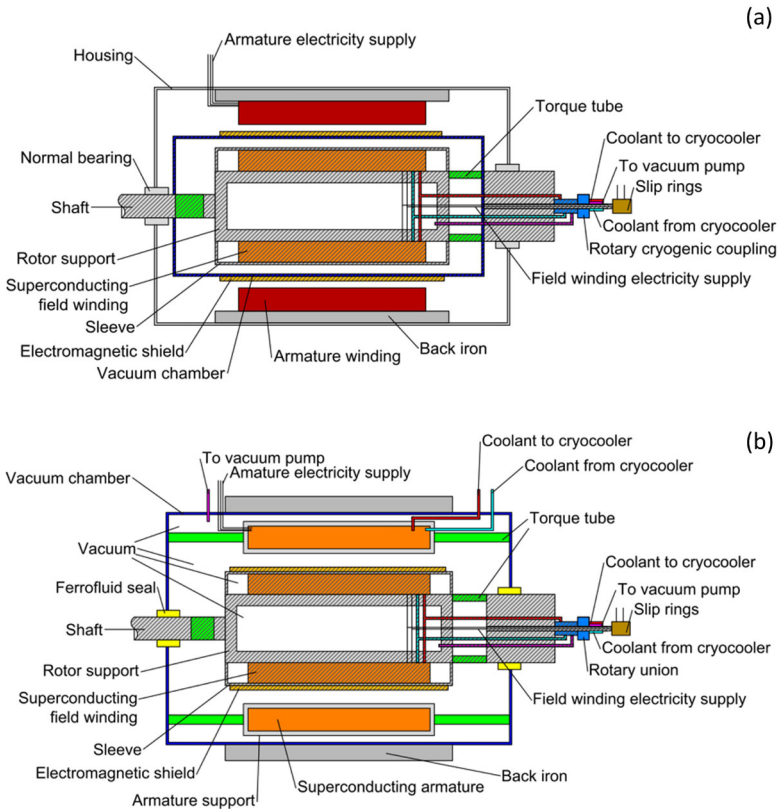 (a)
Armature electricity supply
Housing
Torque tube
Coolant to cryocooler
Normal bearing
To vacuum pump
Slip rings
Shaft
Coolant from cryocooler
Rotary cryogenic coupling
Rotor support
Field winding electricity supply
Superconducting
field winding
Sleeve
Electromagnetic shield
Armature winding
Back iron
Vacuum chamber
(b)
Coolant to cryocooler
To vacuum pump
Coolant from cryocooler
Vacuum chamber
Amature electricity supply
Torque tube
Vacuum
Coolant to cryocooler
Ferrofluid seal
To vacuum pump
Slip rings
Shaft
Coolant from cryocooler
Rotor support
Rotary union
Superconducting
field winding
Field winding electricity supply
Sleeve
Electromagnetic shield
Back iron
Superconducting armature
Armature support